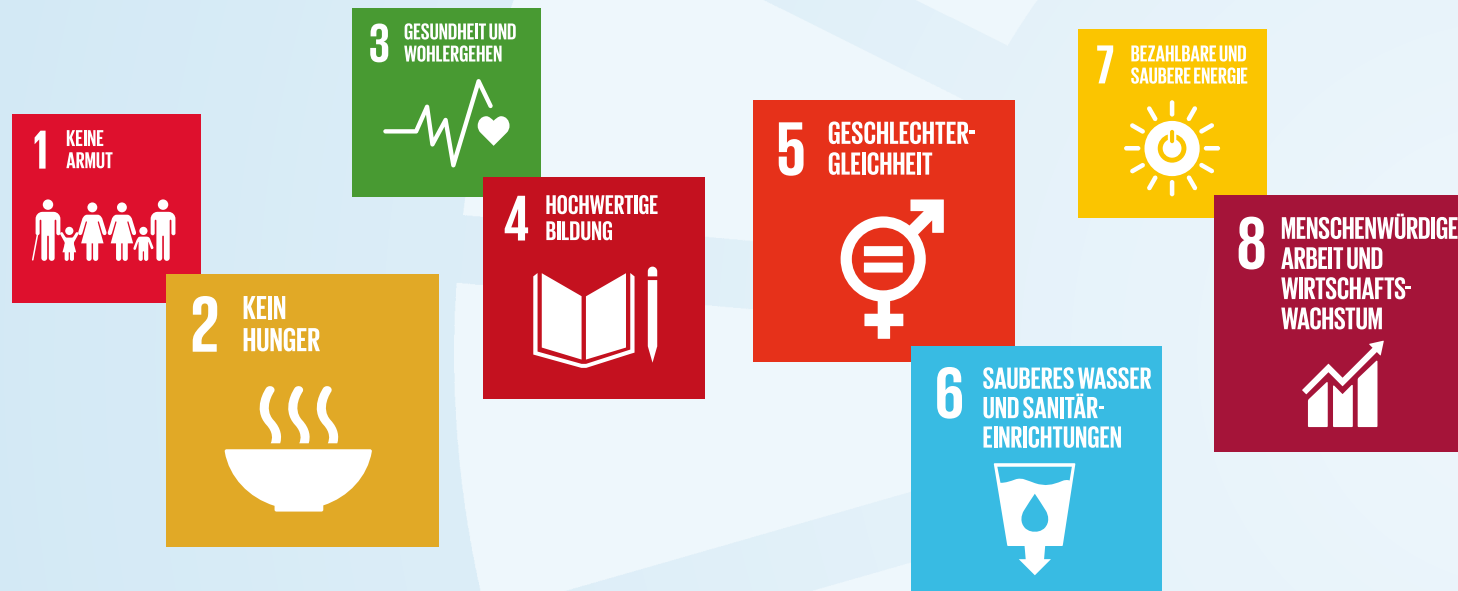 1 KEINE
ARMUT
2 KEIN
HUNGER
3 GESUNDHEIT UND
WOHLERGEHEN
4 HOCHWERTIGE
BILDUNG
5 GESCHLECHTER-
GLEICHHEIT
6 SAUBERES WASSER
UND SANITÄR-
EINRICHTUNGEN
7 BEZAHLBARE UND
SAUBERE ENERGIE
8 MENSCHENWÜRDIGE
ARBEIT UND
WIRTSCHAFTS-
WACHSTUM